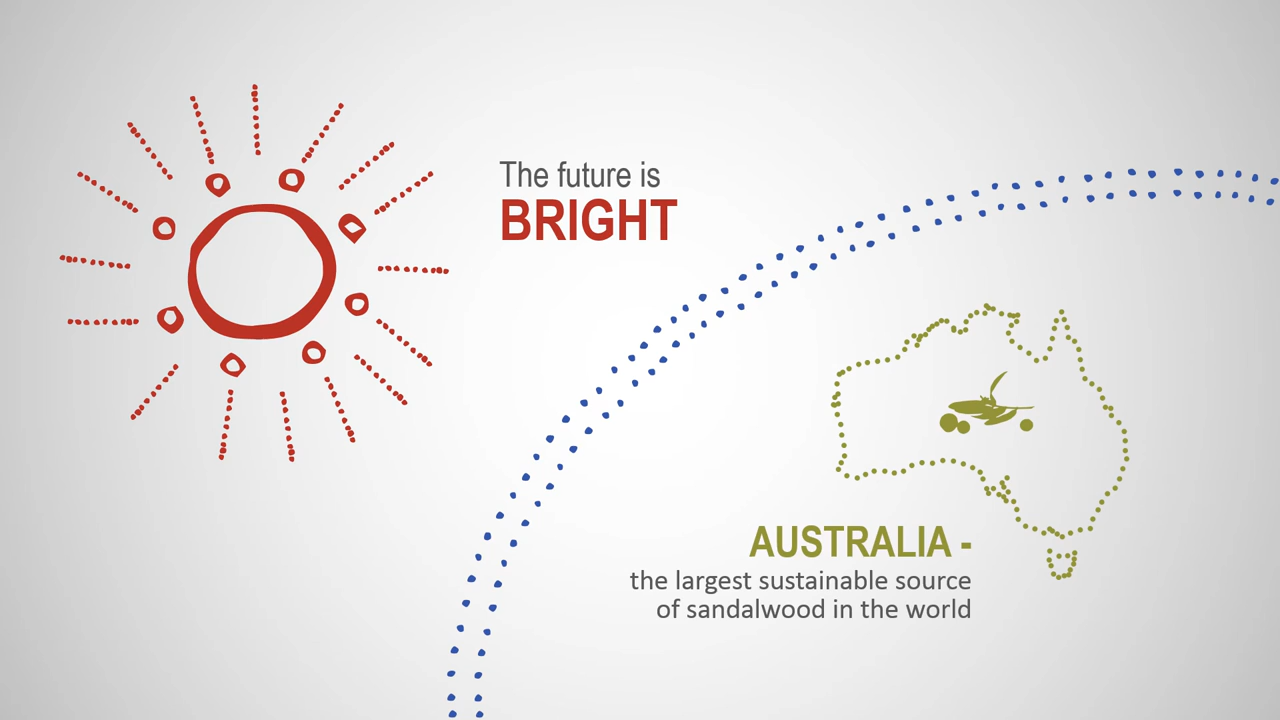 The future is
BRIGHT
AUSTRALIA -
the largest sustainable source
of sandalwood in the world